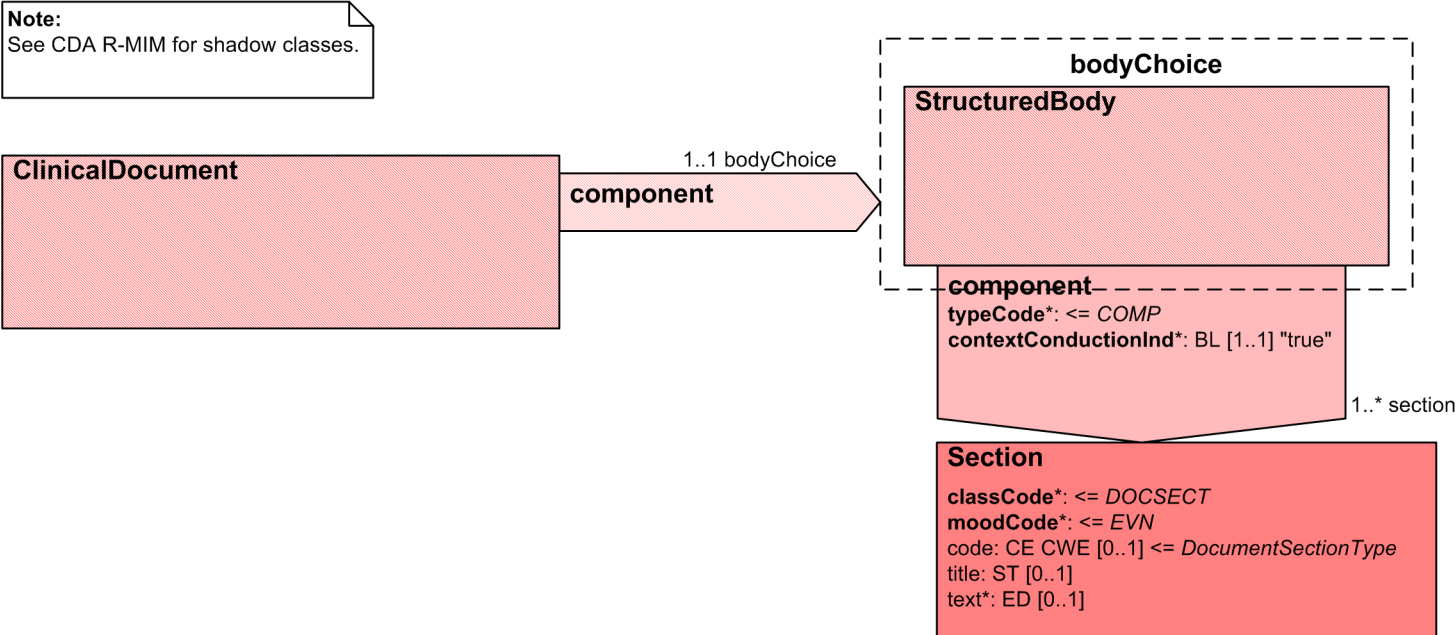 Note:
See CDA R-MIM for shadow classes.
bodyChoice
StructuredBody
ClinicalDocument
1..1 bodyChoice
component
component
typeCode*: <= COMP
contextConductionInd*: BL [1..1] "true"
1..* section
Section
classCode*: <= DOCSECT
moodCode*: <= EVN
code: CE CWE [0..1] <= DocumentSectionType
title: ST [0..1]
text*: ED [0..1]